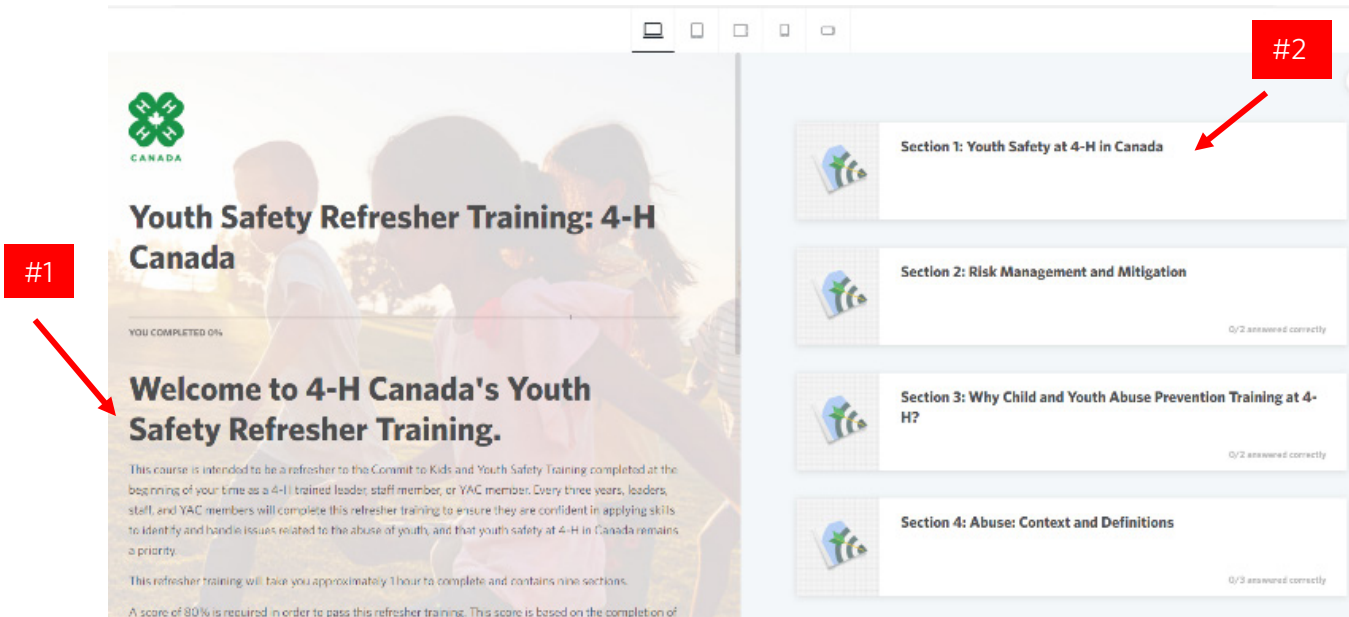 #2
H H
H H
CANADA
Youth Safety Refresher Training: 4-H
Canada
#1
YOU COMPLETED 0%
Welcome to 4-H Canada's Youth
Safety Refresher Training.
This course is intended to be a refresher to the Commit to Kids and Youth Safety Training completed at the
beginning of your time as a 4-H trained leader, staff member, or YAC member. Every three years, leaders,
staff, and YAC members will complete this refresher training to ensure they are confident in applying skills
to identify and handle issues related to the abuse of youth, and that youth safety at 4-H in Canada remains
a priority.
This refresher training will take you approximately 1 hour to complete and contains nine sections.
A score of 80% is required in order to pass this refresher training. This score is based on the completion of
Section 1: Youth Safety at 4-H in Canada
Section 2: Risk Management and Mitigation
0/2 answered correctly
Section 3: Why Child and Youth Abuse Prevention Training at 4-
H?
0/2 answered correctly
Section 4: Abuse: Context and Definitions
0/3 answered correctly